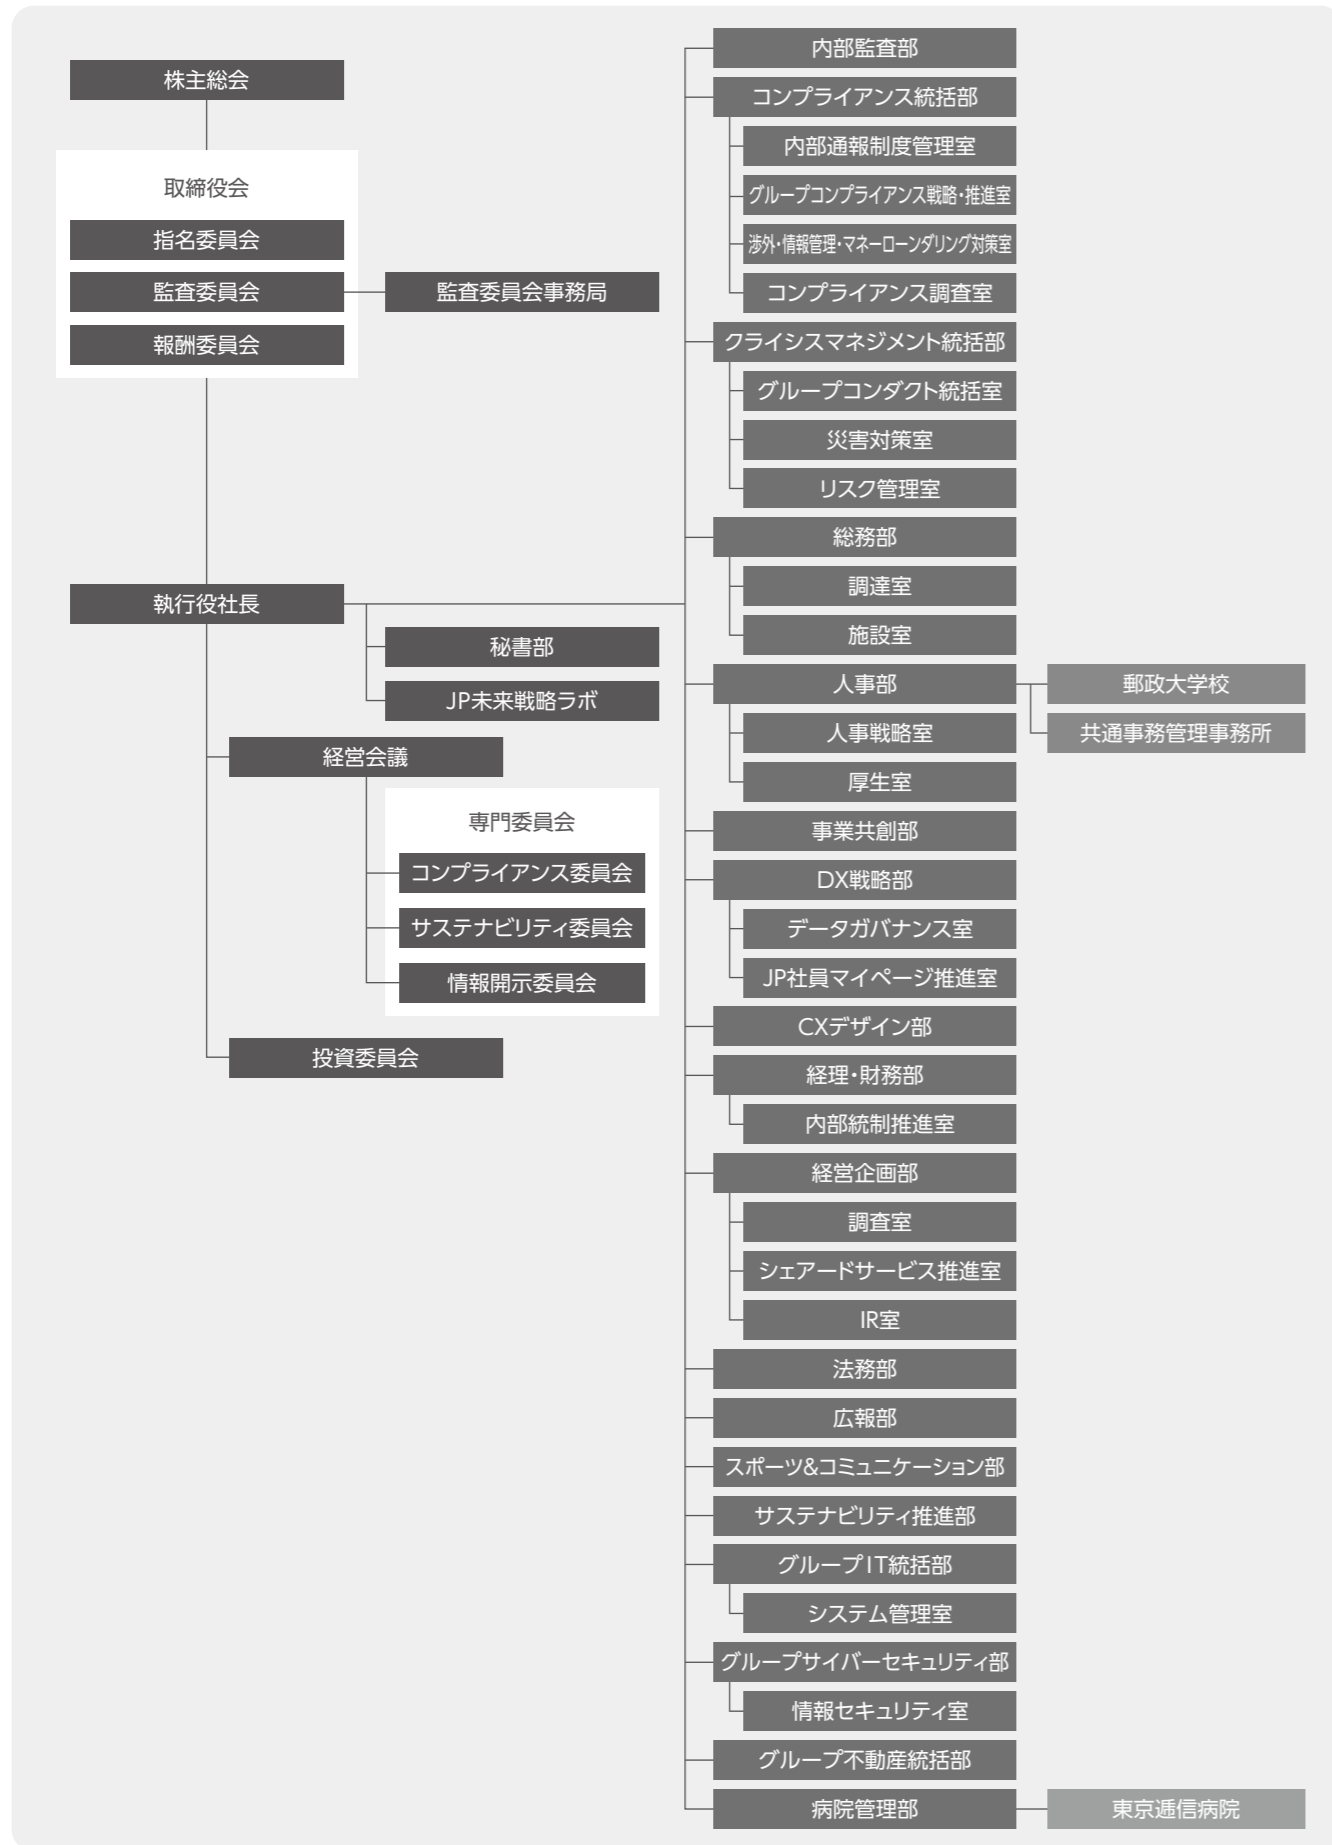 株主総会
取締役会
指名委員会
監査委員会
監査委員会事務局
報酬委員会
執行役社長
秘書部
JP未来戦略ラボ
経営会議
専門委員会
コンプライアンス委員会
サステナビリティ委員会
情報開示委員会
投資委員会
内部監査部
コンプライアンス統括部
内部通報制度管理室
グループコンプライアンス戦略・推進室
渉外・情報管理・マネーローンダリング対策室
コンプライアンス調査室
クライシスマネジメント統括部
グループコンダクト統括室
災害対策室
リスク管理室
総務部
調達室
施設室
人事部
郵政大学校
共通事務管理事務所
人事戦略室
厚生室
事業共創部
DX戦略部
データガバナンス室
JP社員マイページ推進室
CXデザイン部
経理・財務部
内部統制推進室
経営企画部
調査室
シェアードサービス推進室
IR室
法務部
広報部
スポーツ&コミュニケーション部
サステナビリティ推進部
グループIT統括部
システム管理室
グループサイバーセキュリティ部
情報セキュリティ室
グループ不動産統括部
病院管理部
東京逓信病院